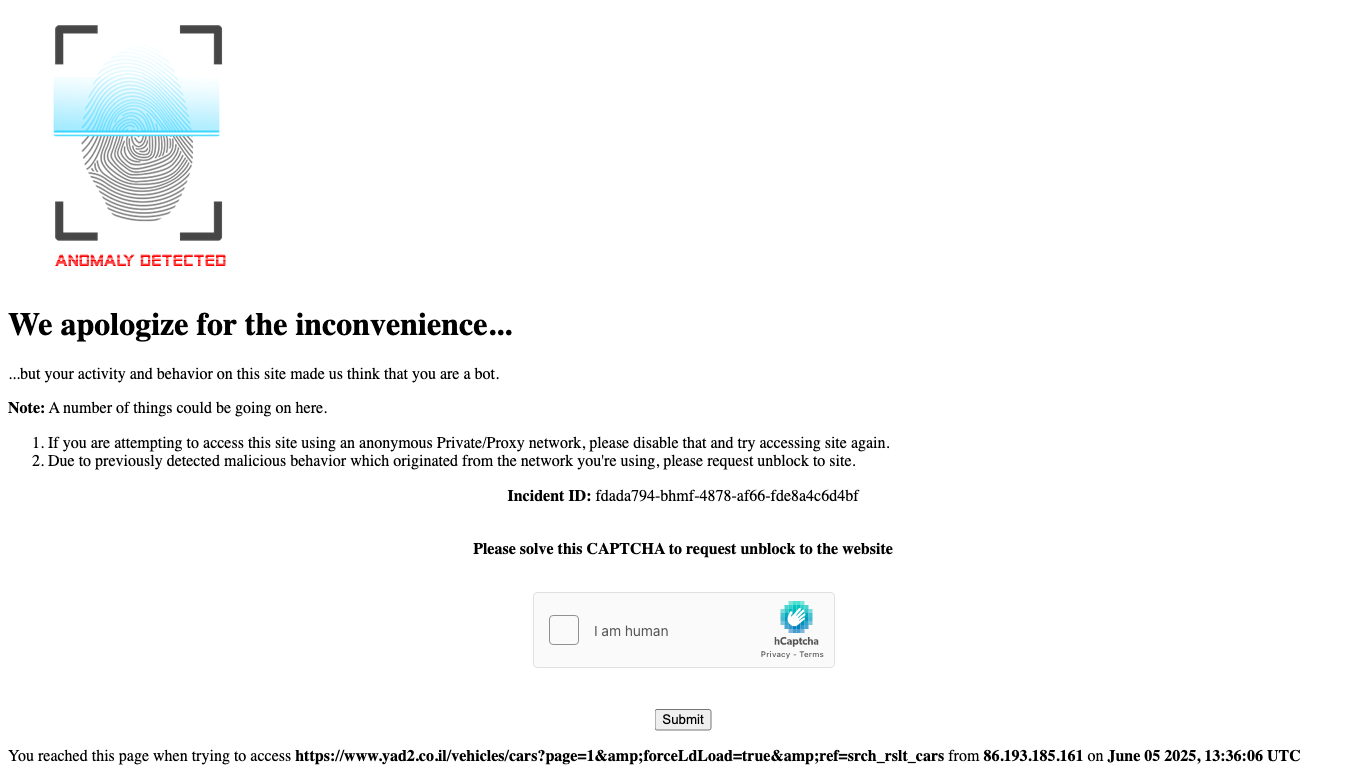 ANOMALY DETECTED
We apologize for the inconvenience...
...but your activity and behavior on this site made us think that you are a bot.
Note: A number of things could be going on here.
1. If you are attempting to access this site using an anonymous Private/Proxy network, please disable that and try accessing site again.
2. Due to previously detected malicious behavior which originated from the network you're using, please request unblock to site.
Incident ID: fdada794-bhmf-4878-af66-fde8a4c6d4bf
Please solve this CAPTCHA to request unblock to the website
I am human
hCaptcha
Privacy - Terms
Submit
You reached this page when trying to access https://www.yad2.co.il/vehicles/cars?page=1&amp;forceLdLoad=true&amp;ref=srch_rslt_cars from 86.193.185.161 on June 05 2025, 13:36:06 UTC